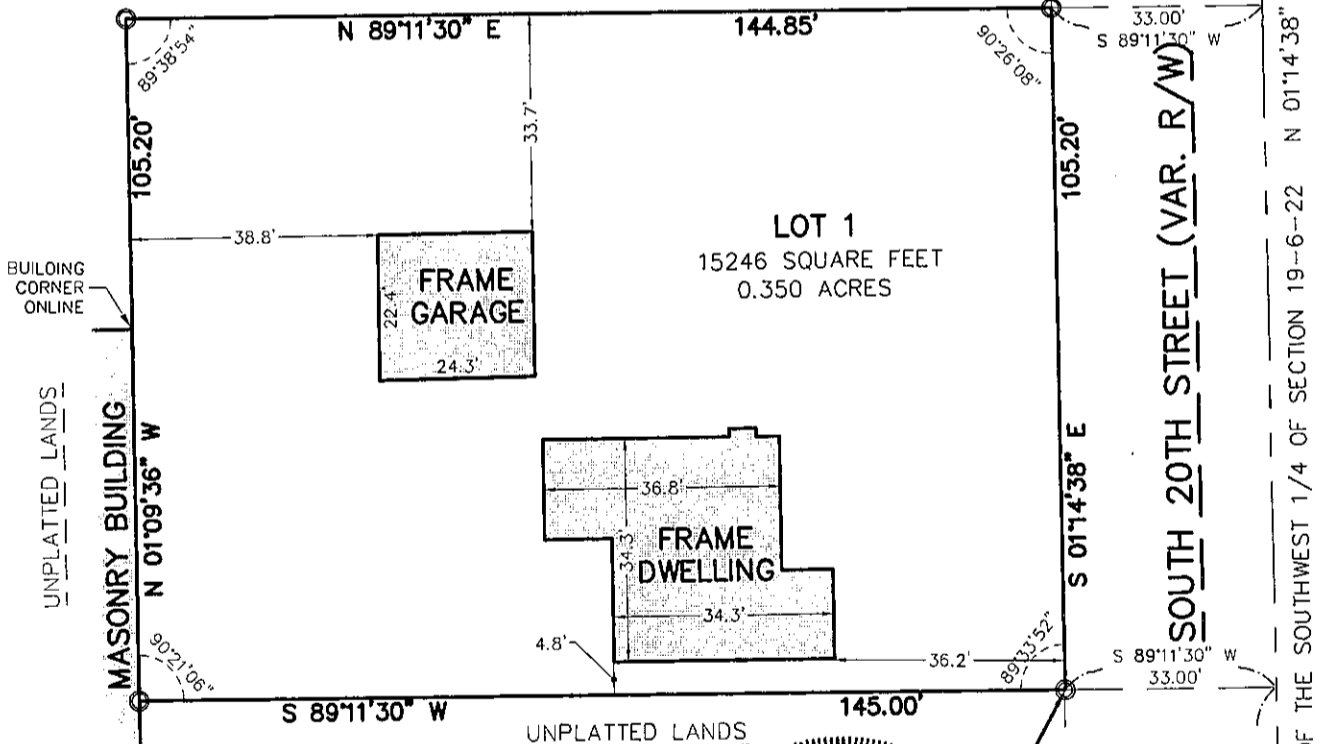 N 89°11'30" E
144.85'
33.00'
S 89°11'30" W
89°38'54"
90°26'08"
33.7'
105.20'
105.20'
38.8'
LOT 1
15246 SQUARE FEET
0.350 ACRES
BUILDING
CORNER
ONLINE
FRAME
GARAGE
22.4'
24.3'
UNPLATTED LANDS
MASONRY BUILDING
N 01°09'36" W
36.8'
34.3'
FRAME
DWELLING
34.3'
4.8'
36.2'
S 01°14'38" E
SOUTH 20TH STREET (VAR. R/W)
OF THE SOUTHWEST 1/4 OF SECTION 19-6-22 N 01°14'38"
90°21'06"
89°33'52"
S 89°11'30" W
33.00'
S 89°11'30" W
145.00'
UNPLATTED LANDS